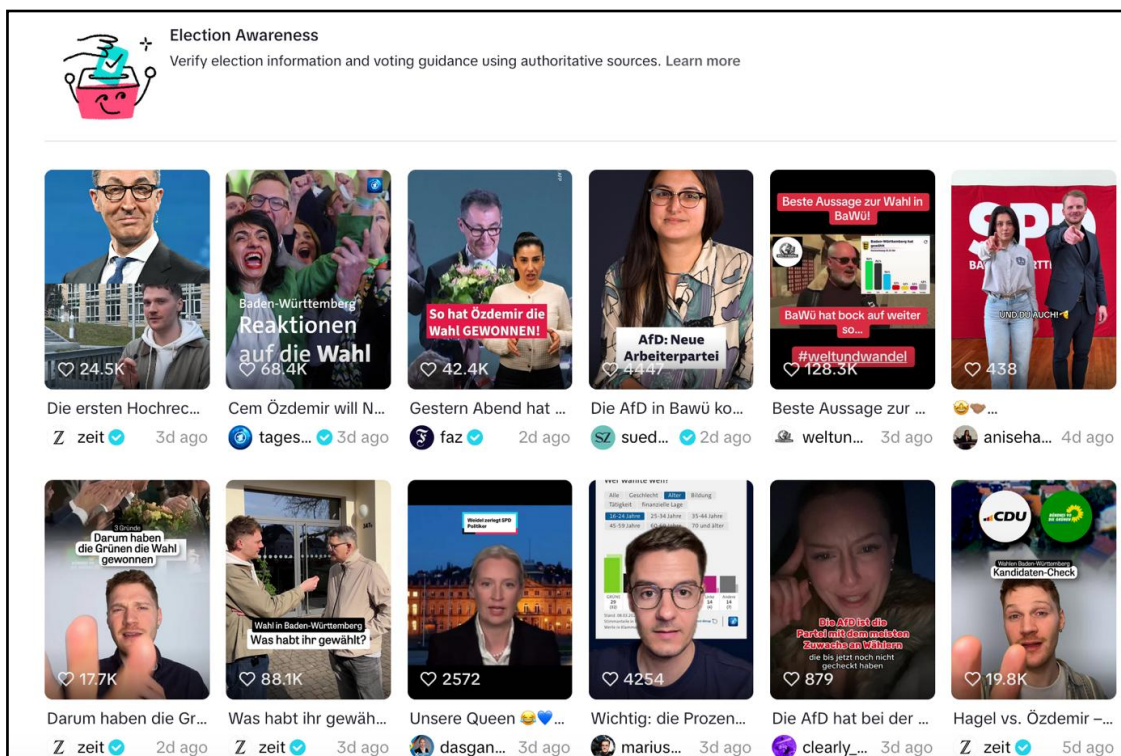 Election Awareness
Verify election information and voting guidance using authoritative sources. Learn more
24.5K
Die ersten Hochrec...
zeit
3d ago
Baden-Württemberg
Reaktionen
auf die Wahl
68.4K
Cem Özdemir will N...
tages...
3d ago
So hat Özdemir die
Wahl GEWONNEN!
42.4K
Gestern Abend hat ...
faz
2d ago
AfD: Neue
Arbeiterpartei
4447
Die AfD in Bawü ko...
SZ
sued...
2d ago
Beste Aussage zur Wahl in
BaWü!
BaWü hat bock auf weiter
so...
#weltundwandel
128.3K
Beste Aussage zur ...
weltun...
3d ago
SPD
UND DU AUCH!
438
🤩🤝🏽...
aniseha...
4d ago
3 Gründe
Darum haben
die Grünen die Wahl
gewonnen
17.7K
Darum haben die Gr...
zeit
2d ago
Wahl in Baden-Württemberg
Was habt ihr gewählt?
88.1K
Was habt ihr gewäh...
zeit
3d ago
Weidel zerlegt SPD
Politiker
2572
Unsere Queen 😂💙...
dasgan...
3d ago
Alle Geschlecht Alter Bildung
Tätigkeit Finanzielle Lage
16-24 Jahre 25-34 Jahre 35-44 Jahre
45-59 Jahre 70 und älter
4254
Wichtig: die Prozen...
marius...
3d ago
Die AfD ist die
Partei mit dem meisten
Zuwachs an Wählern
die bis jetzt noch nicht
gecheckt haben
879
Die AfD hat bei der ...
clearly_...
3d ago
CDU
Wahlen Baden-Württemberg
Kandidaten-Check
19.8K
Hagel vs. Özdemir –...
zeit
5d ago